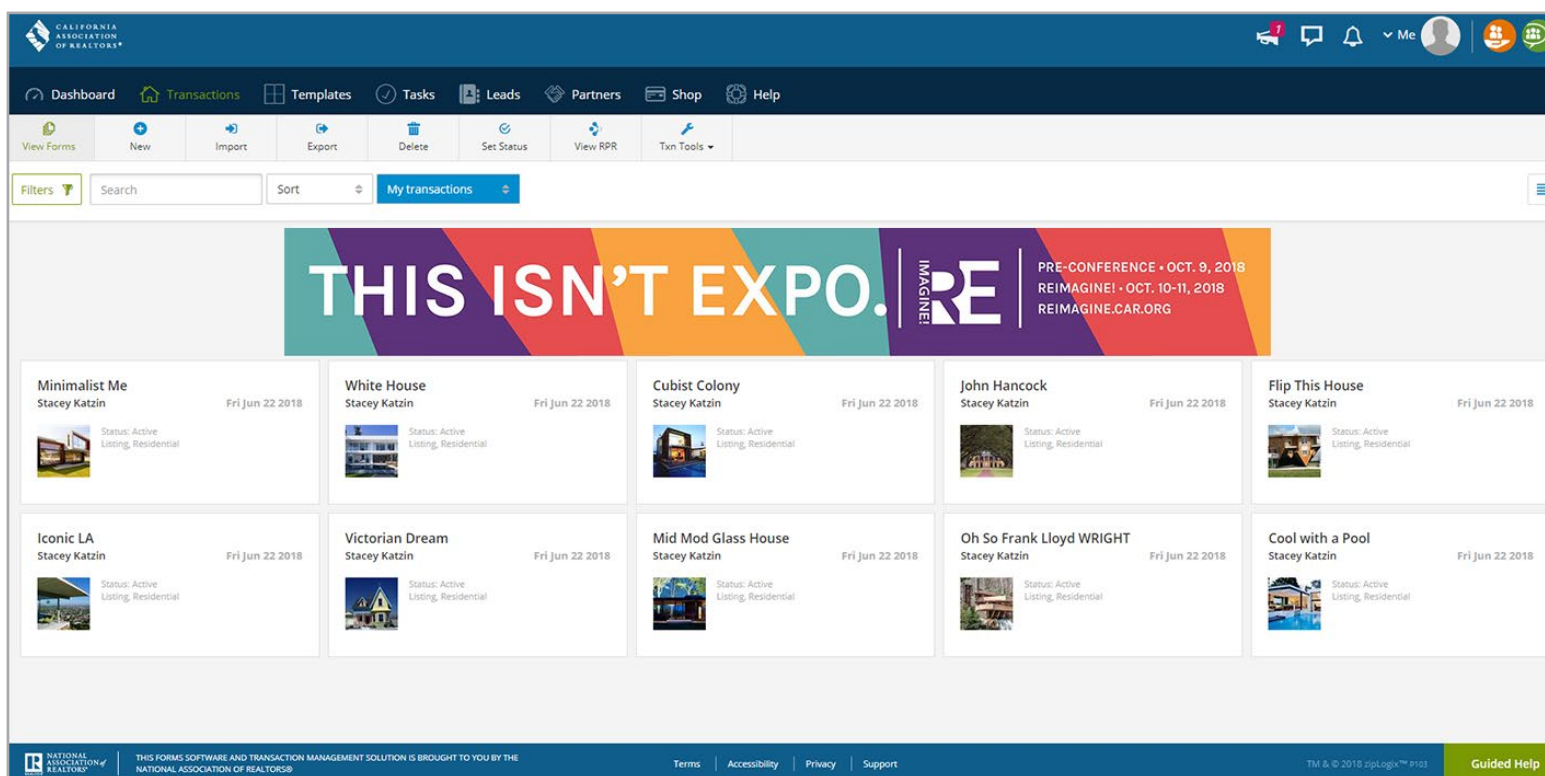 CALIFORNIA
ASSOCIATION
OF REALTORS®
1
Me
Dashboard Transactions Templates Tasks Leads Partners Shop Help
View Forms New Import Export Delete Set Status View RPR Txn Tools
Filters Search Sort My transactions
THIS ISN'T EXPO. IMAGINE! RE
PRE-CONFERENCE • OCT. 9, 2018
REIMAGINE! • OCT. 10-11, 2018
REIMAGINE.CAR.ORG
Minimalist Me
Stacey Katzin Fri Jun 22 2018
Status: Active
Listing, Residential
White House
Stacey Katzin Fri Jun 22 2018
Status: Active
Listing, Residential
Cubist Colony
Stacey Katzin Fri Jun 22 2018
Status: Active
Listing, Residential
John Hancock
Stacey Katzin Fri Jun 22 2018
Status: Active
Listing, Residential
Flip This House
Stacey Katzin Fri Jun 22 2018
Status: Active
Listing, Residential
Iconic LA
Stacey Katzin Fri Jun 22 2018
Status: Active
Listing, Residential
Victorian Dream
Stacey Katzin Fri Jun 22 2018
Status: Active
Listing, Residential
Mid Mod Glass House
Stacey Katzin Fri Jun 22 2018
Status: Active
Listing, Residential
Oh So Frank Lloyd WRIGHT
Stacey Katzin Fri Jun 22 2018
Status: Active
Listing, Residential
Cool with a Pool
Stacey Katzin Fri Jun 22 2018
Status: Active
Listing, Residential
NATIONAL
ASSOCIATION of
REALTORS®
THIS FORMS SOFTWARE AND TRANSACTION MANAGEMENT SOLUTION IS BROUGHT TO YOU BY THE
NATIONAL ASSOCIATION OF REALTORS®
Terms Accessibility Privacy Support
TM & © 2018 zipLogix™ P103
Guided Help